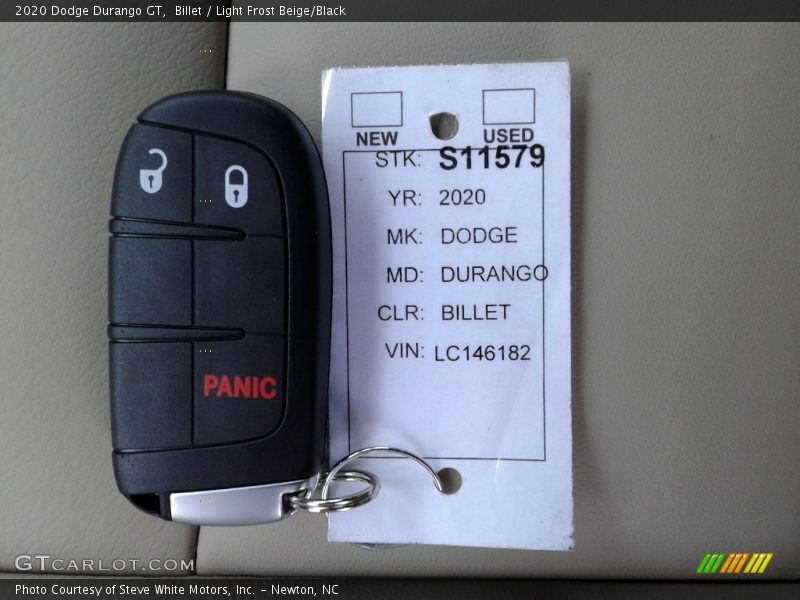 2020 Dodge Durango GT, Billet / Light Frost Beige/Black
NEW USED
STK: S11579
YR: 2020
MK: DODGE
MD: DURANGO
CLR: BILLET
VIN: LC146182
PANIC
GTCARLOT.COM
Photo Courtesy of Steve White Motors, Inc. – Newton, NC